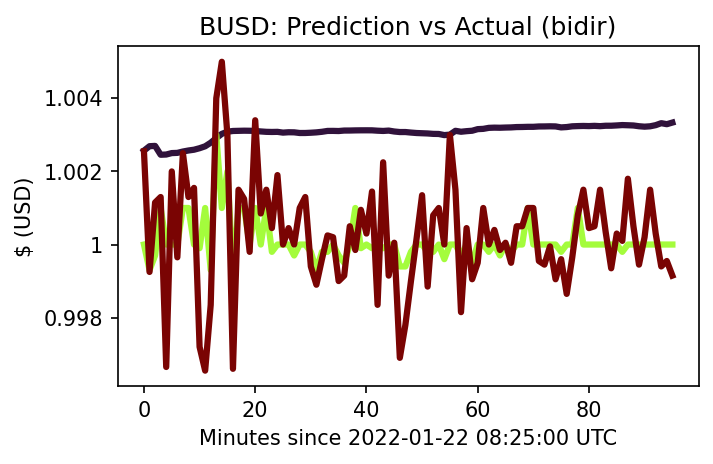 BUSD: Prediction vs Actual (bidir)
$ (USD)
1.004
1.002
1
0.998
0 20 40 60 80
Minutes since 2022-01-22 08:25:00 UTC